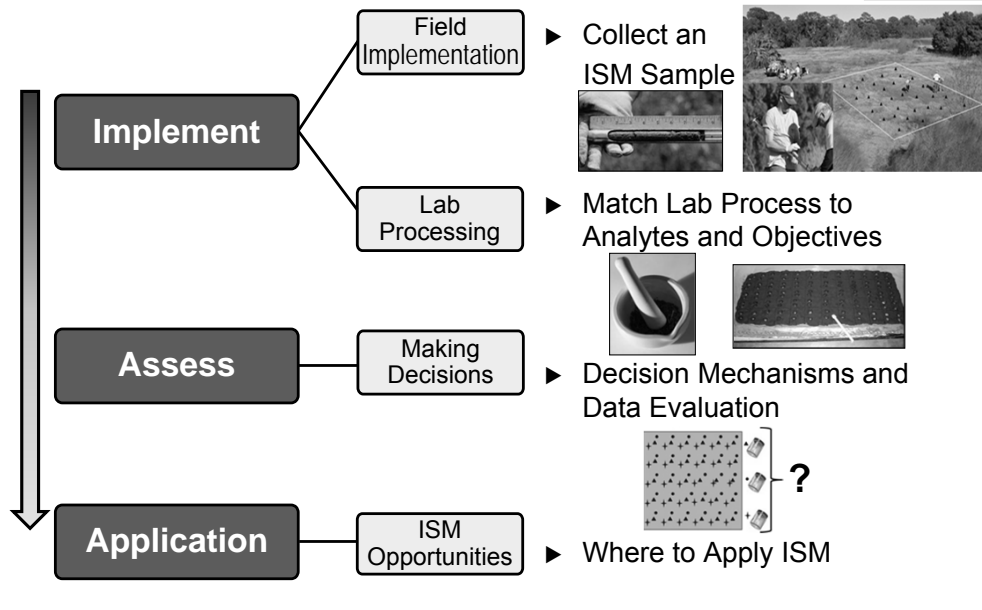 Field
Implementation
► Collect an
ISM Sample
Implement
Lab
Processing
► Match Lab Process to
Analytes and Objectives
Assess
Making
Decisions
► Decision Mechanisms and
Data Evaluation
?
Application
ISM
Opportunities
► Where to Apply ISM